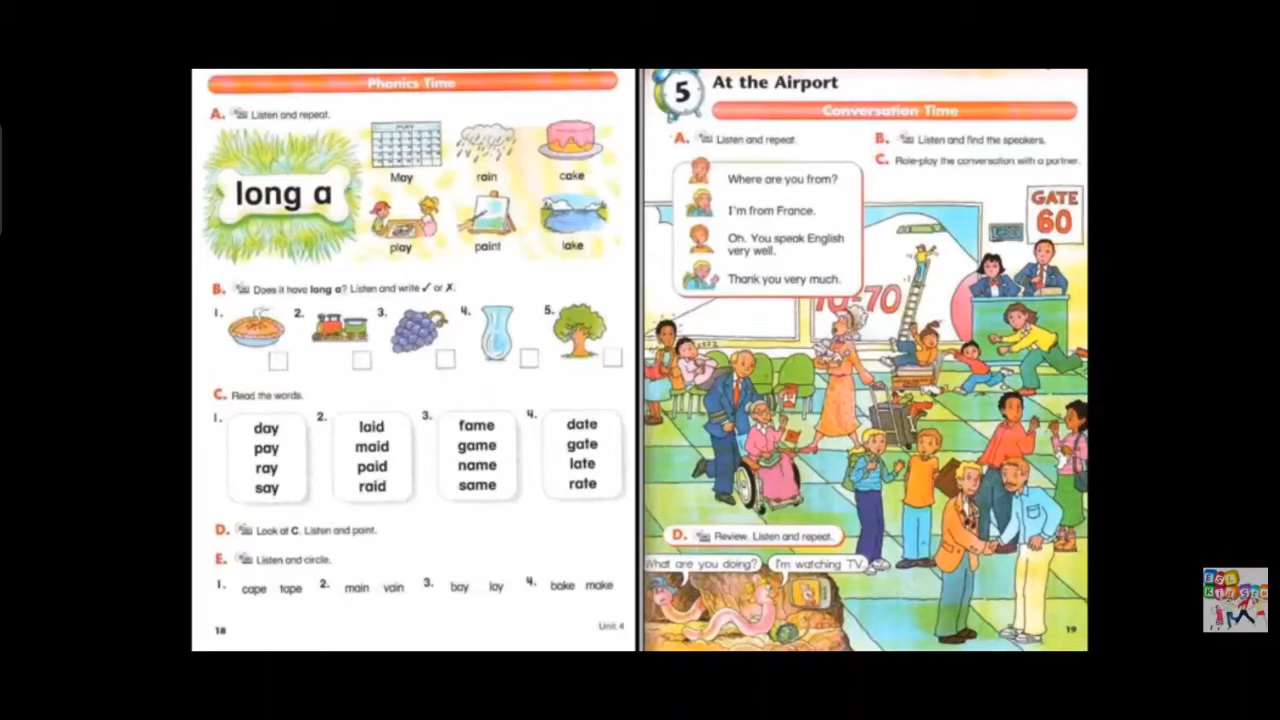 Phonics Time
A. Listen and repeat.
long a
MAY
May
rain
cake
play
paint
lake
B. Does it have long a? Listen and write ✓ or ✗.
1.
2.
3.
4.
5.
C. Read the words.
1.
day
pay
ray
say
2.
laid
maid
paid
raid
3.
fame
game
name
same
4.
date
gate
late
rate
D. Look at C. Listen and point.
E. Listen and circle.
1. cape tape 2. main vain 3. bay lay 4. bake make
18
Unit 4
5 At the Airport
Conversation Time
A. Listen and repeat.
B. Listen and find the speakers.
C. Role-play the conversation with a partner.
Where are you from?
I'm from France.
Oh. You speak English
very well.
Thank you very much.
GATE
60
70
D. Review. Listen and repeat.
What are you doing?
I'm watching TV.
19
ESL